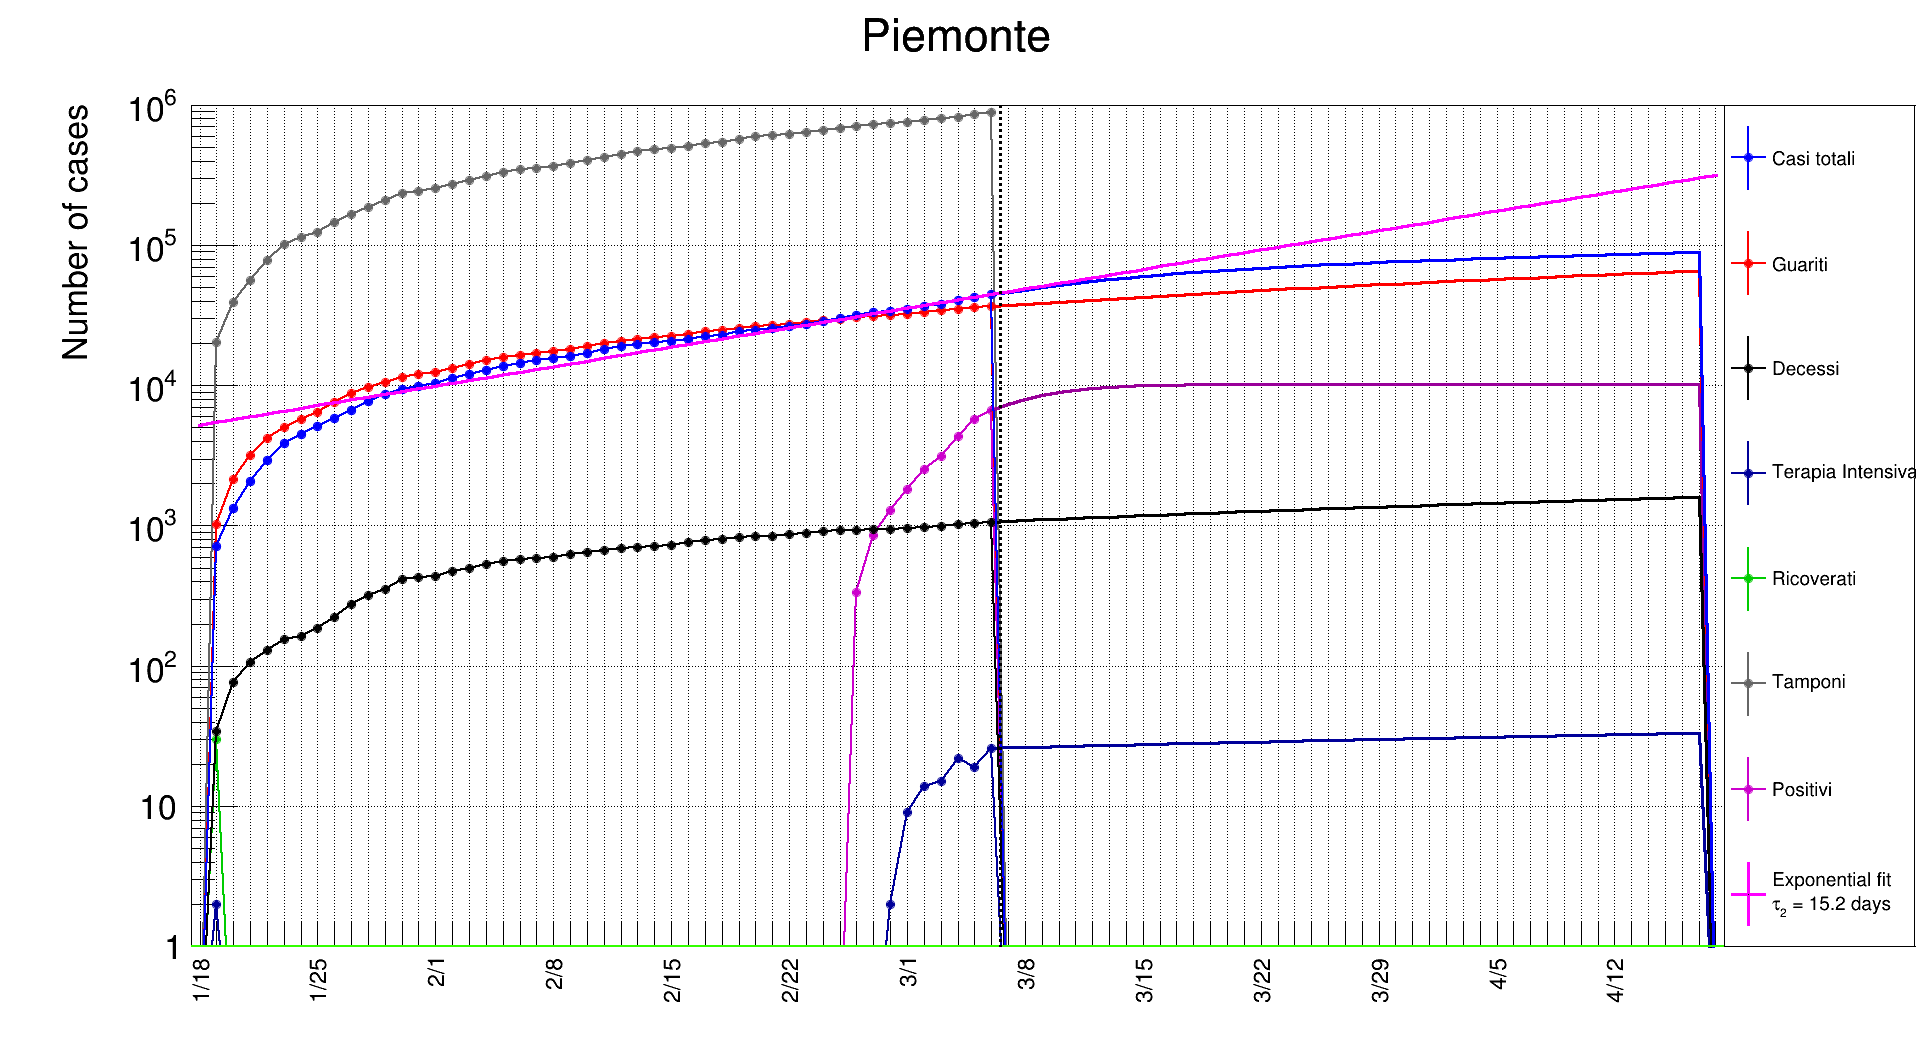 Piemonte
Number of cases
10^6
10^5
10^4
10^3
10^2
10
1
1/18
1/25
2/1
2/8
2/15
2/22
3/1
3/8
3/15
3/22
3/29
4/5
4/12
Casi totali
Guariti
Decessi
Terapia Intensiva
Ricoverati
Tamponi
Positivi
Exponential fit
τ₂ = 15.2 days